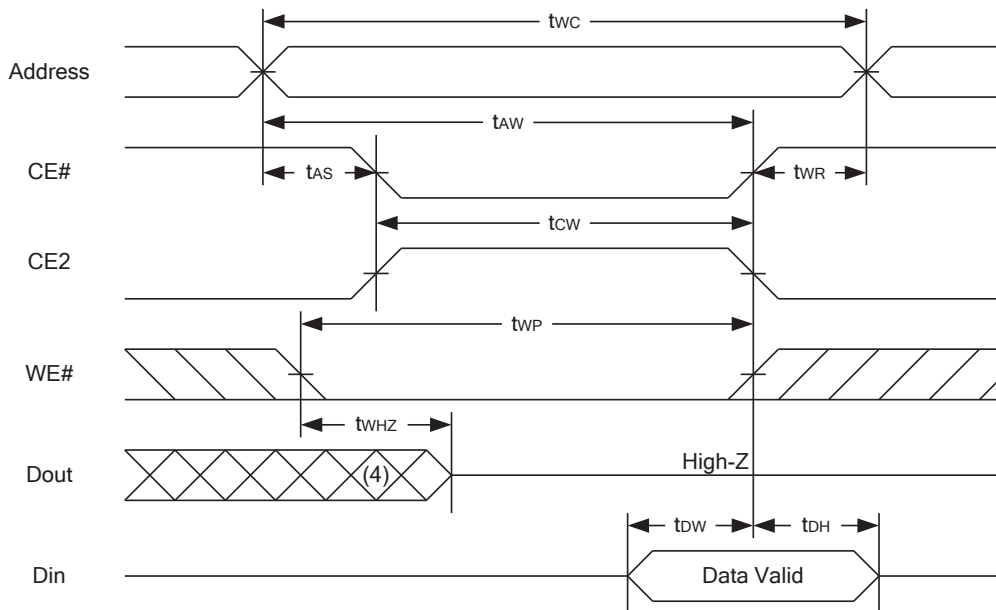 tWC
Address
tAW
CE#
tAS
tWR
tCW
CE2
tWP
WE#
tWHZ
Dout
(4)
High-Z
tDW
tDH
Din
Data Valid